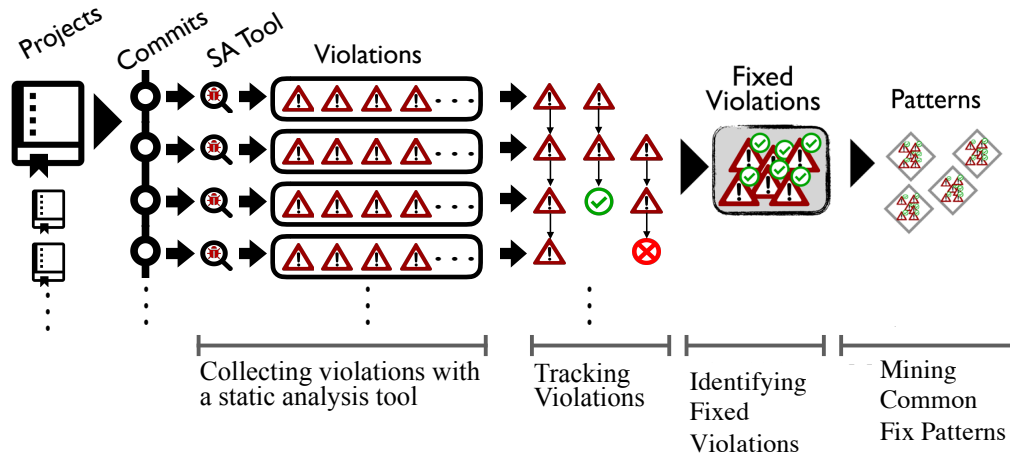 Projects
Commits
SA Tool
Violations
Fixed
Violations
Patterns
Collecting violations with
a static analysis tool
Tracking
Violations
Identifying
Fixed
Violations
Mining
Common
Fix Patterns